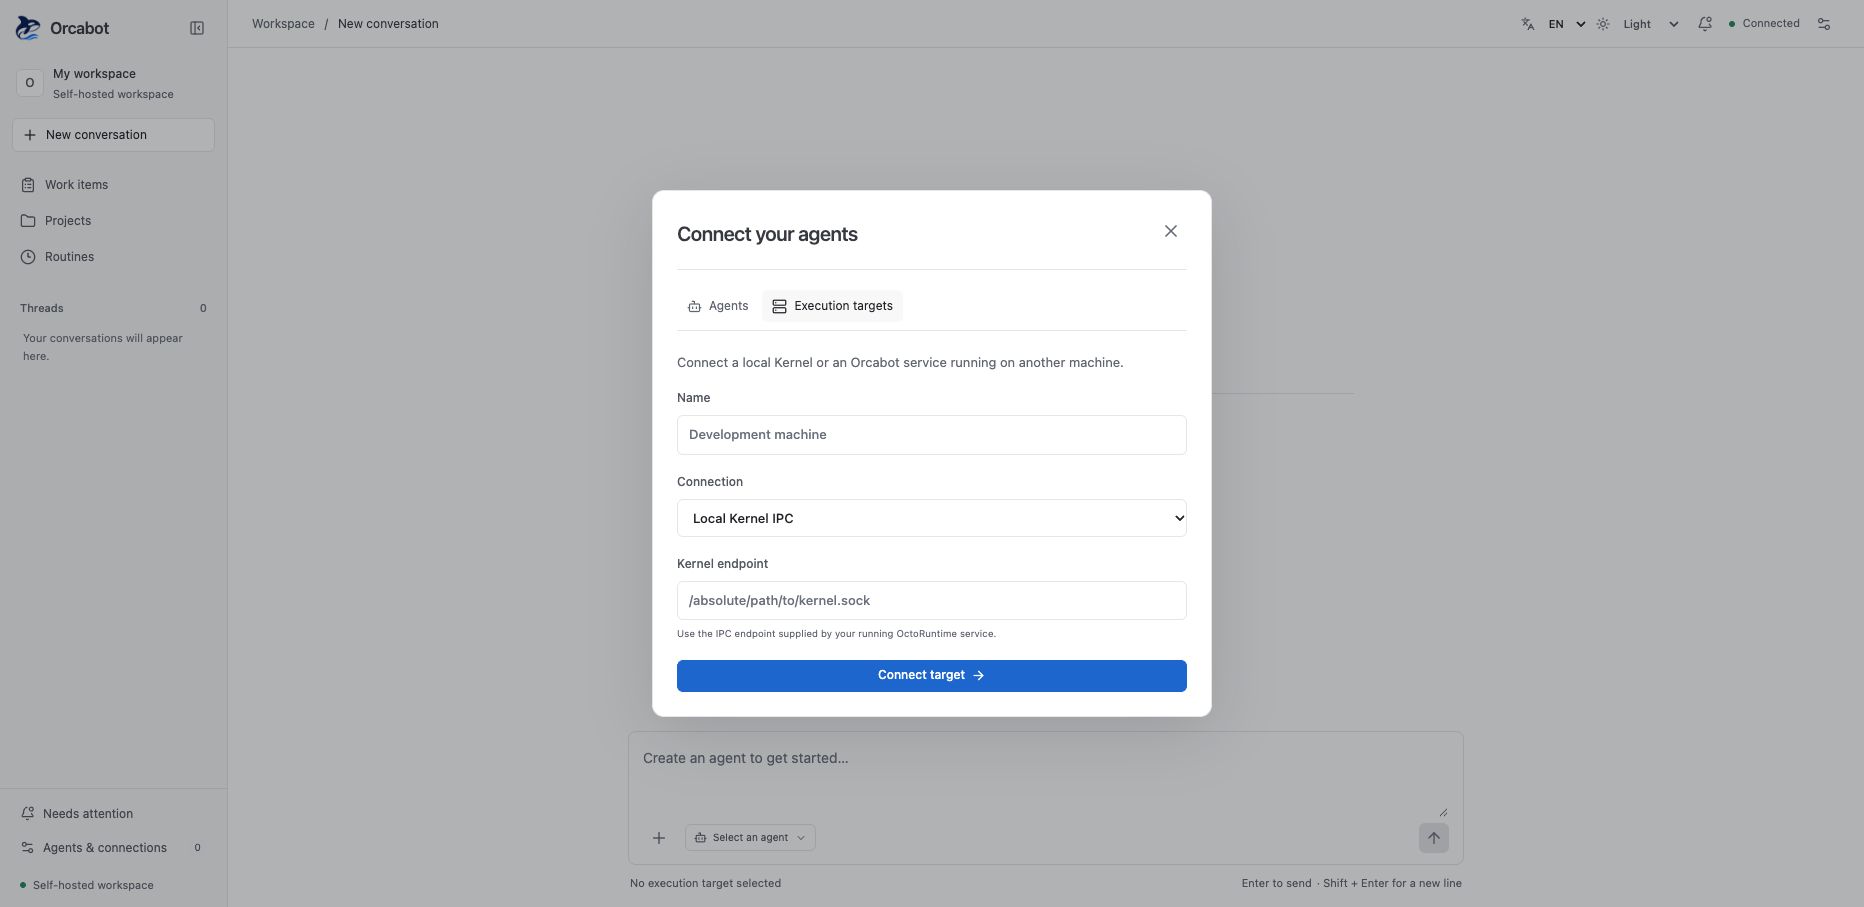 Orcabot
Workspace / New conversation
EN
Light
Connected
O
My workspace
Self-hosted workspace
New conversation
Work items
Projects
Routines
Threads 0
Your conversations will appear
here.
Connect your agents
Agents
Execution targets
Connect a local Kernel or an Orcabot service running on another machine.
Name
Development machine
Connection
Local Kernel IPC
Kernel endpoint
/absolute/path/to/kernel.sock
Use the IPC endpoint supplied by your running OctoRuntime service.
Connect target →
Create an agent to get started...
Select an agent
No execution target selected
Enter to send · Shift + Enter for a new line
Needs attention
Agents & connections 0
Self-hosted workspace